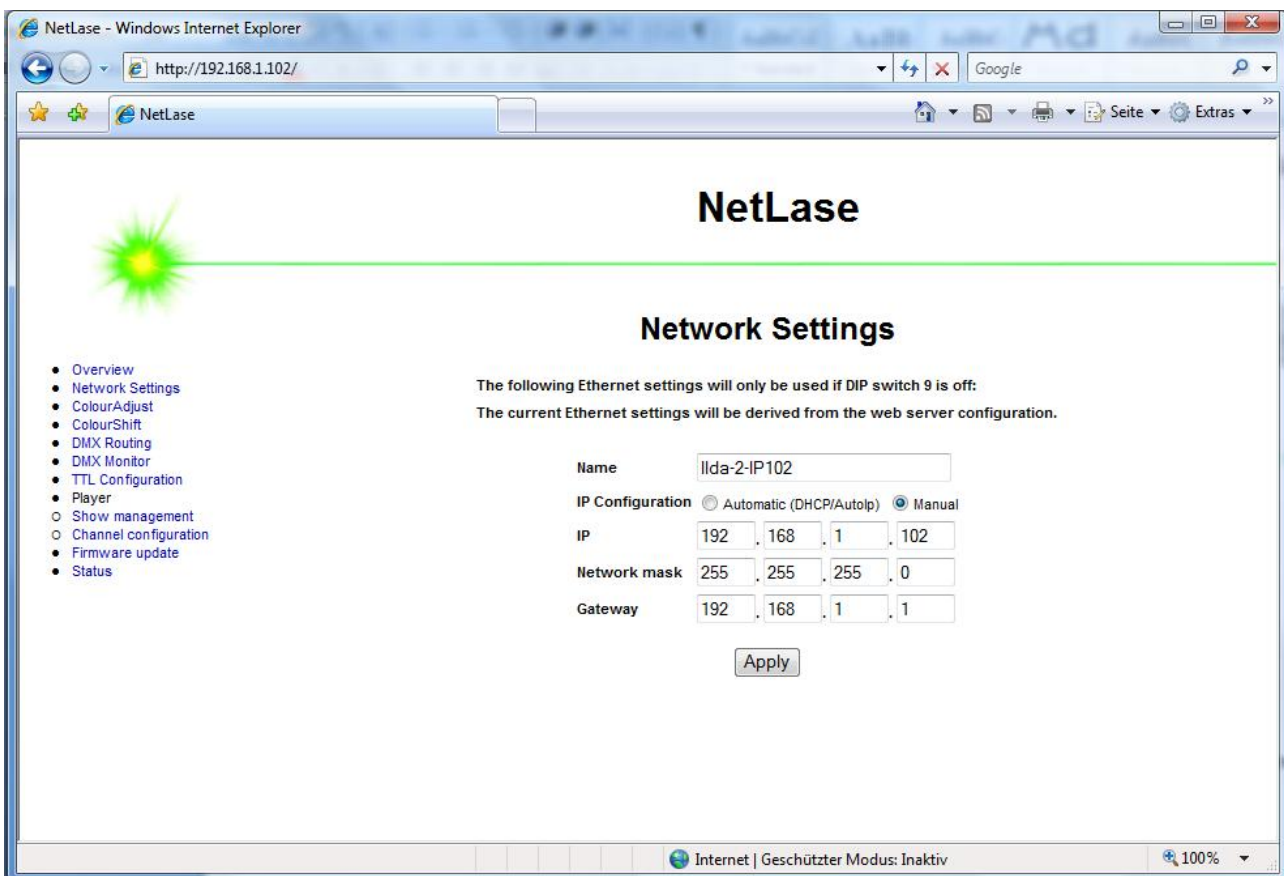 NetLase - Windows Internet Explorer
http://192.168.1.102/
Google
NetLase
Seite
Extras
NetLase
Network Settings
Overview
Network Settings
ColourAdjust
ColourShift
DMX Routing
DMX Monitor
TTL Configuration
Player
Show management
Channel configuration
Firmware update
Status
The following Ethernet settings will only be used if DIP switch 9 is off:
The current Ethernet settings will be derived from the web server configuration.
Name Ilda-2-IP102
IP Configuration Automatic (DHCP/AutoIp) Manual
IP 192 . 168 . 1 . 102
Network mask 255 . 255 . 255 . 0
Gateway 192 . 168 . 1 . 1
Apply
Internet | Geschützter Modus: Inaktiv
100%